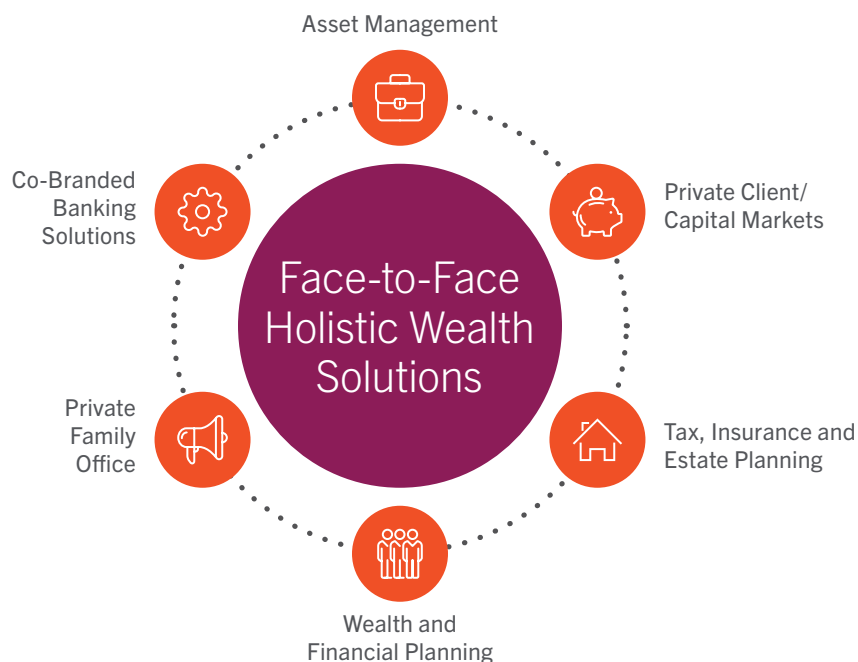 Asset Management
Private Client/
Capital Markets
Tax, Insurance and
Estate Planning
Wealth and
Financial Planning
Private
Family
Office
Co-Branded
Banking
Solutions
Face-to-Face
Holistic Wealth
Solutions